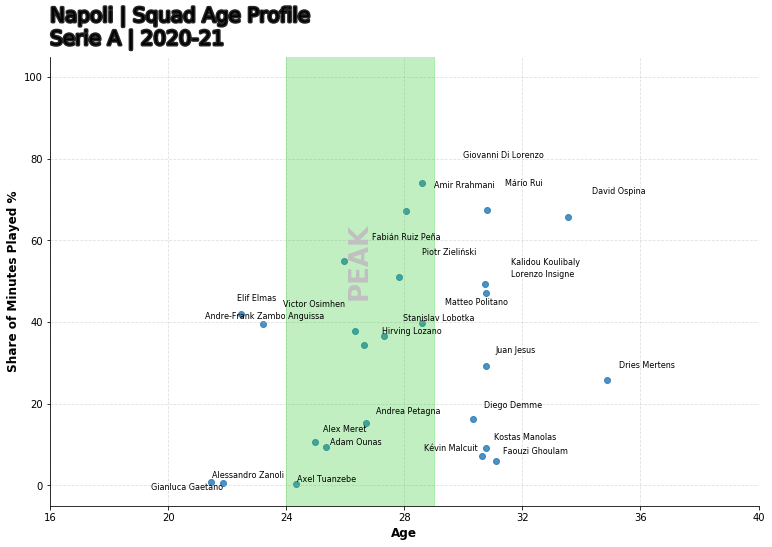 Napoli | Squad Age Profile
Serie A | 2020-21
Share of Minutes Played %
100
80
60
40
20
0
Giovanni Di Lorenzo
Amir Rrahmani
Mário Rui
David Ospina
Fabián Ruiz Peña
Piotr Zieliński
PEAK
Kalidou Koulibaly
Lorenzo Insigne
Elif Elmas
Victor Osimhen
Matteo Politano
Andre-Frank Zambo Anguissa
Stanislav Lobotka
Hirving Lozano
Juan Jesus
Dries Mertens
Andrea Petagna
Diego Demme
Alex Meret
Adam Ounas
Kostas Manolas
Kévin Malcuit
Faouzi Ghoulam
Alessandro Zanoli
Axel Tuanzebe
Gianluca Gaetano
16
20
24
28
32
36
40
Age